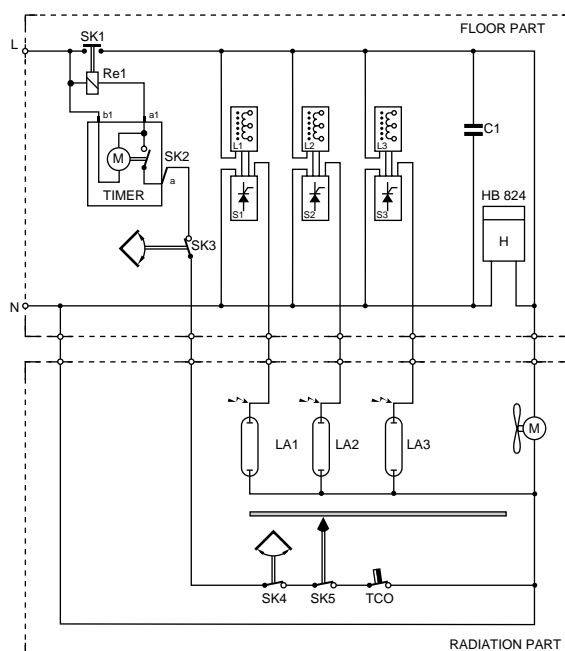 FLOOR PART
SK1
L
Re1
b1
a1
M
SK2
a
TIMER
L1
L2
L3
S1
S2
S3
C1
HB 824
H
SK3
N
LA1
LA2
LA3
M
SK4
SK5
TCO
RADIATION PART